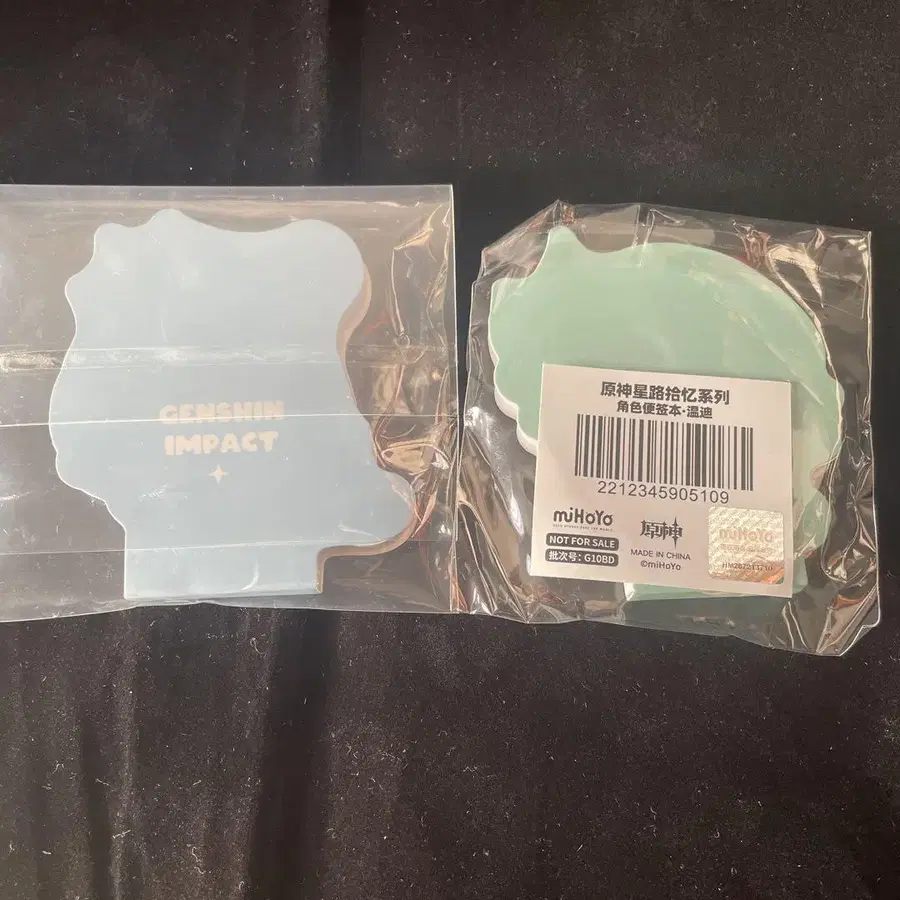 GENSHIN
IMPACT
原神星路拾忆系列
角色便签本·温迪
2212345905109
miHoYo
原神
NOT FOR SALE
批次号：G10BD
MADE IN CHINA
©miHoYo
miHoYo